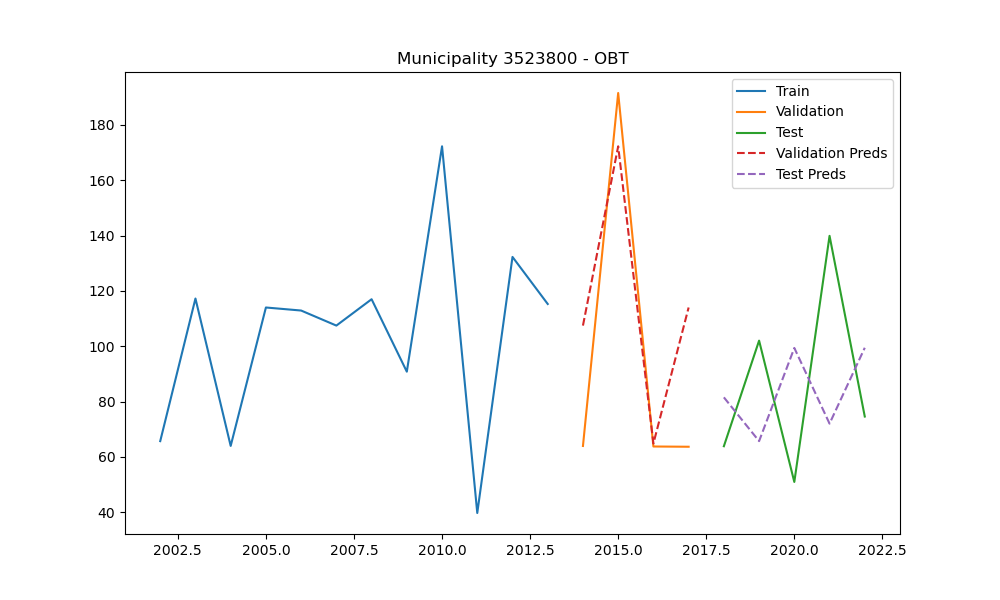 Municipality 3523800 - OBT
Train
Validation
Test
Validation Preds
Test Preds
180
160
140
120
100
80
60
40
2002.5 2005.0 2007.5 2010.0 2012.5 2015.0 2017.5 2020.0 2022.5